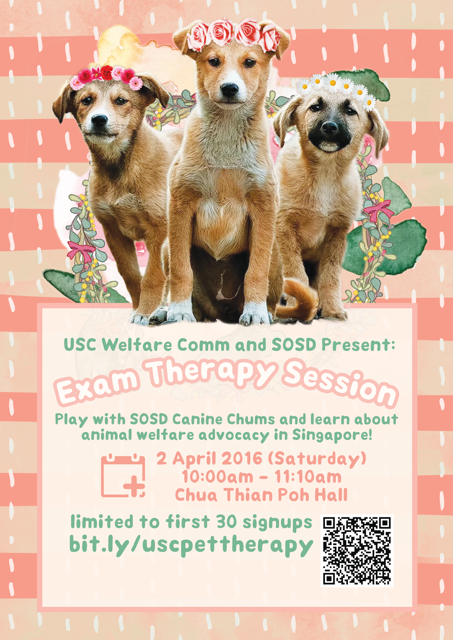 USC Welfare Comm and SOSD Present:
Exam Therapy Session
Play with SOSD Canine Chums and learn about
animal welfare advocacy in Singapore!
2 April 2016 (Saturday)
10:00am - 11:10am
Chua Thian Poh Hall
limited to first 30 signups
bit.ly/uscpettherapy